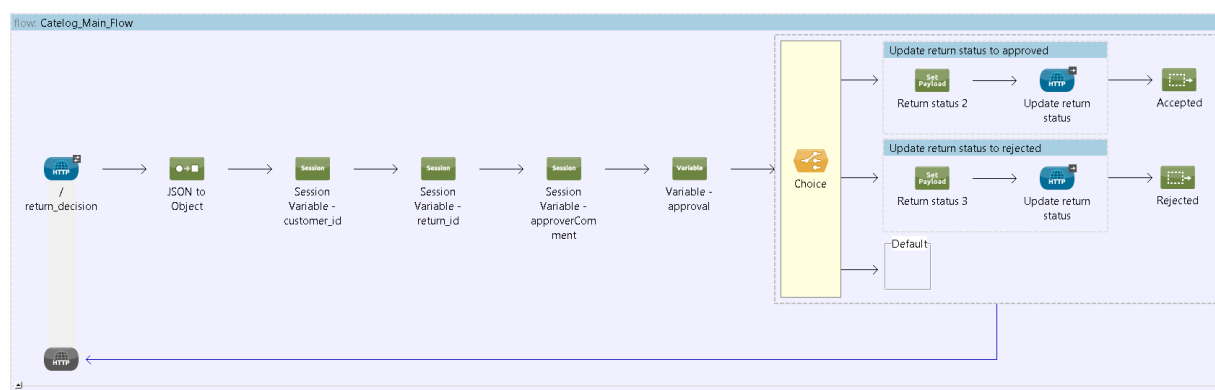 flow: Catelog_Main_Flow
Update return status to approved
Set
Payload
HTTP
Return status 2
Update return
status
Accepted
HTTP
/
return_decision
JSON to
Object
Session
Session
Variable -
customer_id
Session
Session
Variable -
return_id
Session
Session
Variable -
approverCom
ment
Variable
Variable -
approval
Choice
Update return status to rejected
Set
Payload
HTTP
Return status 3
Update return
status
Rejected
Default
HTTP